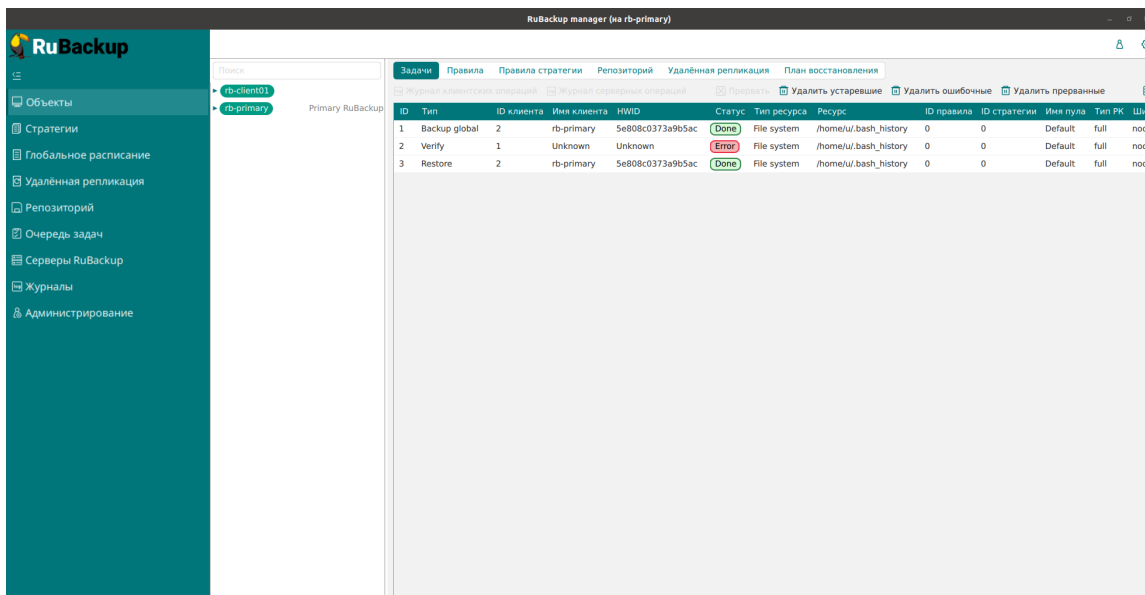 RuBackup manager (на rb-primary)
RuBackup
Объекты
Стратегии
Глобальное расписание
Удалённая репликация
Репозиторий
Очередь задач
Серверы RuBackup
Журналы
Администрирование
Поиск
rb-client01
rb-primary Primary RuBackup
Задачи Правила Правила стратегии Репозиторий Удалённая репликация План восстановления
Журнал клиентских операций Журнал серверных операций Прервать Удалить устаревшие Удалить ошибочные Удалить прерванные
ID Тип ID клиента Имя клиента HWID Статус Тип ресурса Ресурс ID правила ID стратегии Имя пула Тип РК Ши
1 Backup global 2 rb-primary 5e808c0373a9b5ac Done File system /home/u/.bash_history 0 0 Default full noc
2 Verify 1 Unknown Unknown Error File system /home/u/.bash_history 0 0 Default full noc
3 Restore 2 rb-primary 5e808c0373a9b5ac Done File system /home/u/.bash_history 0 0 Default full noc